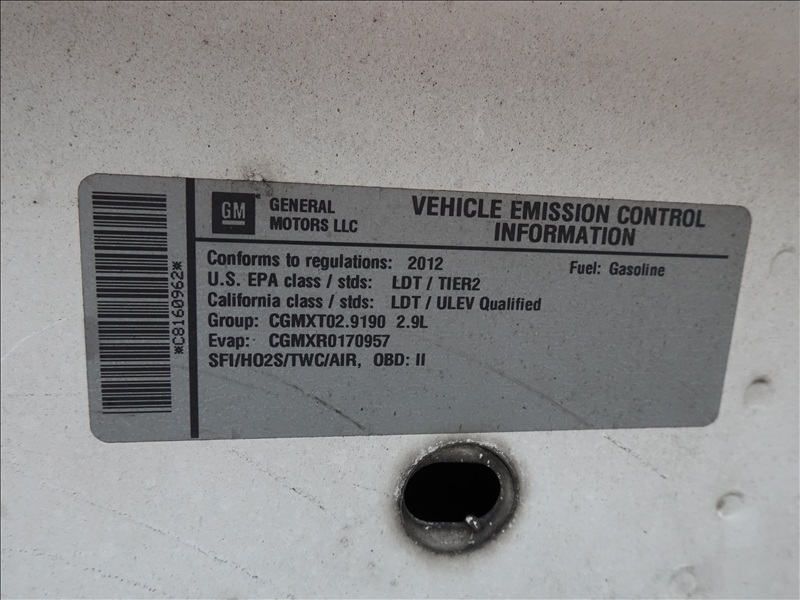 GM
GENERAL
MOTORS LLC
VEHICLE EMISSION CONTROL
INFORMATION
Conforms to regulations: 2012 Fuel: Gasoline
U.S. EPA class / stds: LDT / TIER2
California class / stds: LDT / ULEV Qualified
Group: CGMXT02.9190 2.9L
Evap: CGMXR0170957
SFI/HO2S/TWC/AIR, OBD: II
*C8160962*